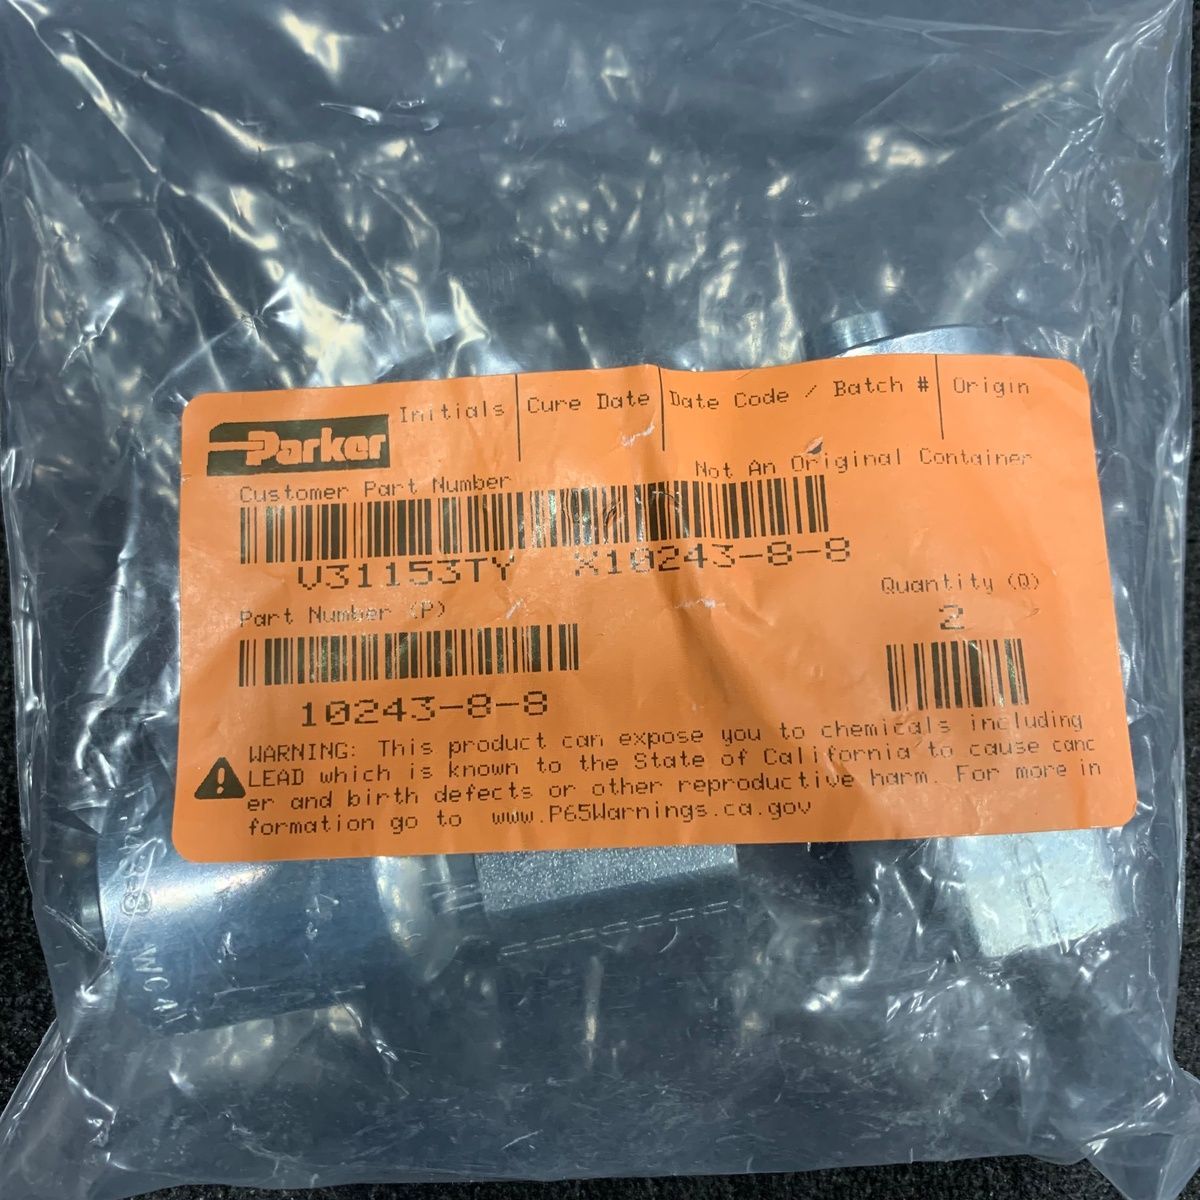 Parker
Initials
Cure Date
Date Code / Batch #
Origin
Not An Original Container
Customer Part Number
V31153TY X10243-8-8
Part Number (P)
10243-8-8
Quantity (Q)
2
WARNING: This product can expose you to chemicals including
LEAD which is known to the State of California to cause canc
er and birth defects or other reproductive harm. For more in
formation go to www.P65Warnings.ca.gov